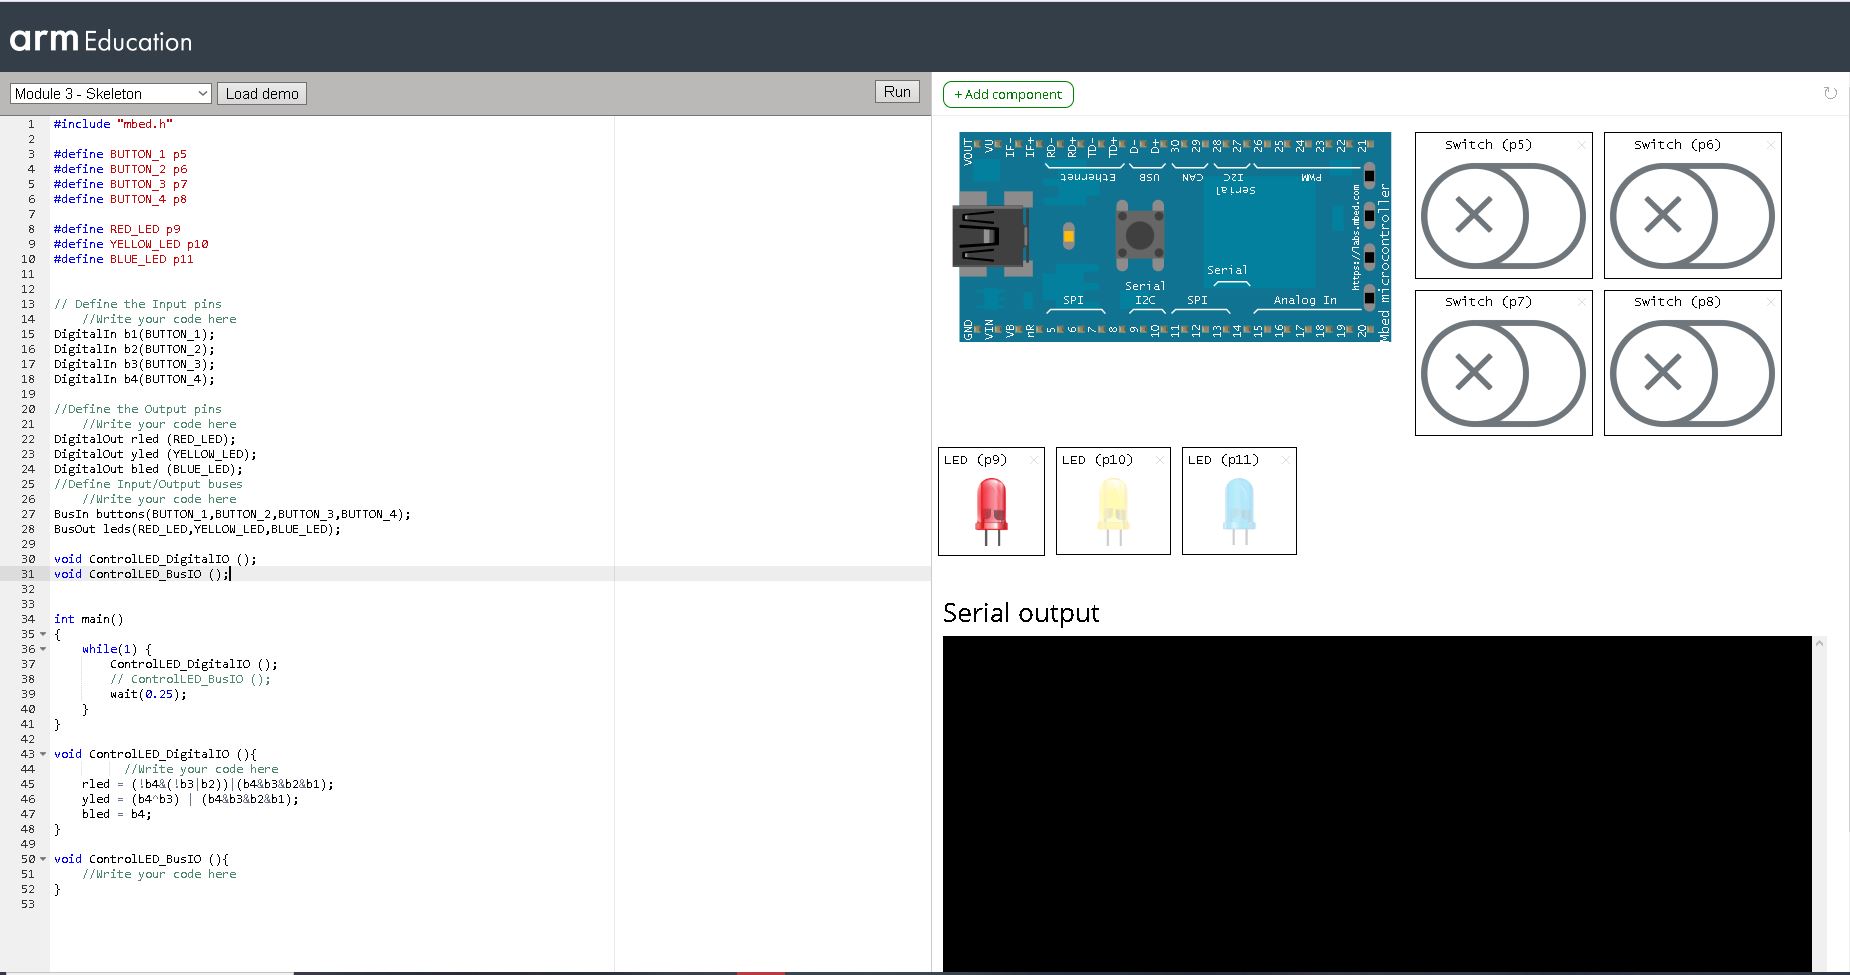 arm Education
Module 3 - Skeleton
Load demo
Run
+ Add component
1 #include "mbed.h"
2
3 #define BUTTON_1 p5
4 #define BUTTON_2 p6
5 #define BUTTON_3 p7
6 #define BUTTON_4 p8
7
8 #define RED_LED p9
9 #define YELLOW_LED p10
10 #define BLUE_LED p11
11
12
13 // Define the Input pins
14     //Write your code here
15 DigitalIn b1(BUTTON_1);
16 DigitalIn b2(BUTTON_2);
17 DigitalIn b3(BUTTON_3);
18 DigitalIn b4(BUTTON_4);
19
20 //Define the Output pins
21     //Write your code here
22 DigitalOut rled (RED_LED);
23 DigitalOut yled (YELLOW_LED);
24 DigitalOut bled (BLUE_LED);
25 //Define Input/Output buses
26     //Write your code here
27 BusIn buttons(BUTTON_1,BUTTON_2,BUTTON_3,BUTTON_4);
28 BusOut leds(RED_LED,YELLOW_LED,BLUE_LED);
29
30 void ControlLED_DigitalIO ();
31 void ControlLED_BusIO ();
32
33
34 int main()
35 {
36     while(1) {
37         ControlLED_DigitalIO ();
38         // ControlLED_BusIO ();
39         wait(0.25);
40     }
41 }
42
43 void ControlLED_DigitalIO (){
44           //Write your code here
45     rled = (!b4&(!b3|b2))|(b4&b3&b2&b1);
46     yled = (b4^b3) | (b4&b3&b2&b1);
47     bled = b4;
48 }
49
50 void ControlLED_BusIO (){
51     //Write your code here
52 }
53
VOUT VU IF- IF+ RD- RD+ TD- TD+ D- D+ 30 29 28 27 26 25 24 23 22 21
Ethernet USB CAN I2C PWM
Serial
https://labs.mbed.com
Mbed microcontroller
Serial
Serial
SPI I2C SPI Analog In
GND VIN VB nR 5 6 7 8 9 10 11 12 13 14 15 16 17 18 19 20
Switch (p5)
Switch (p6)
Switch (p7)
Switch (p8)
LED (p9)
LED (p10)
LED (p11)
Serial output